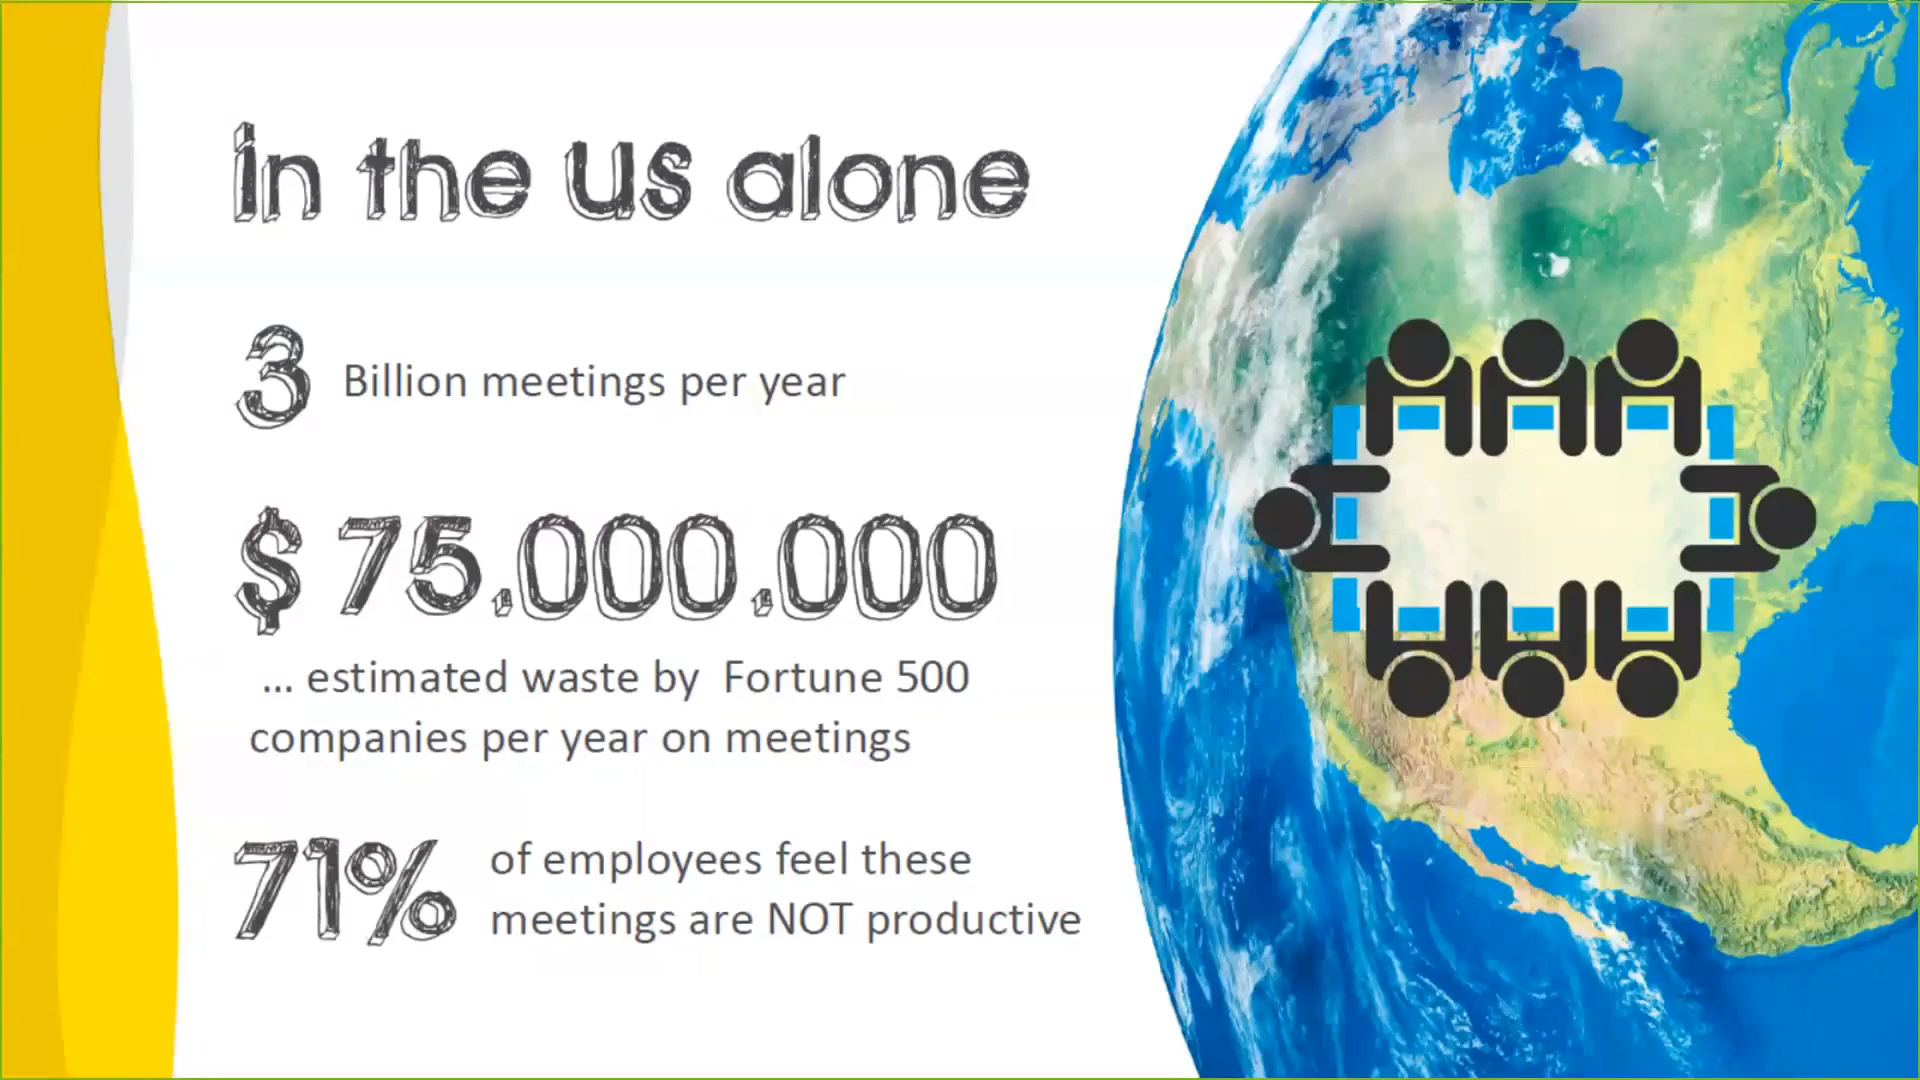 in the us alone
3 Billion meetings per year
$ 75.000.000
... estimated waste by Fortune 500
companies per year on meetings
71% of employees feel these
meetings are NOT productive